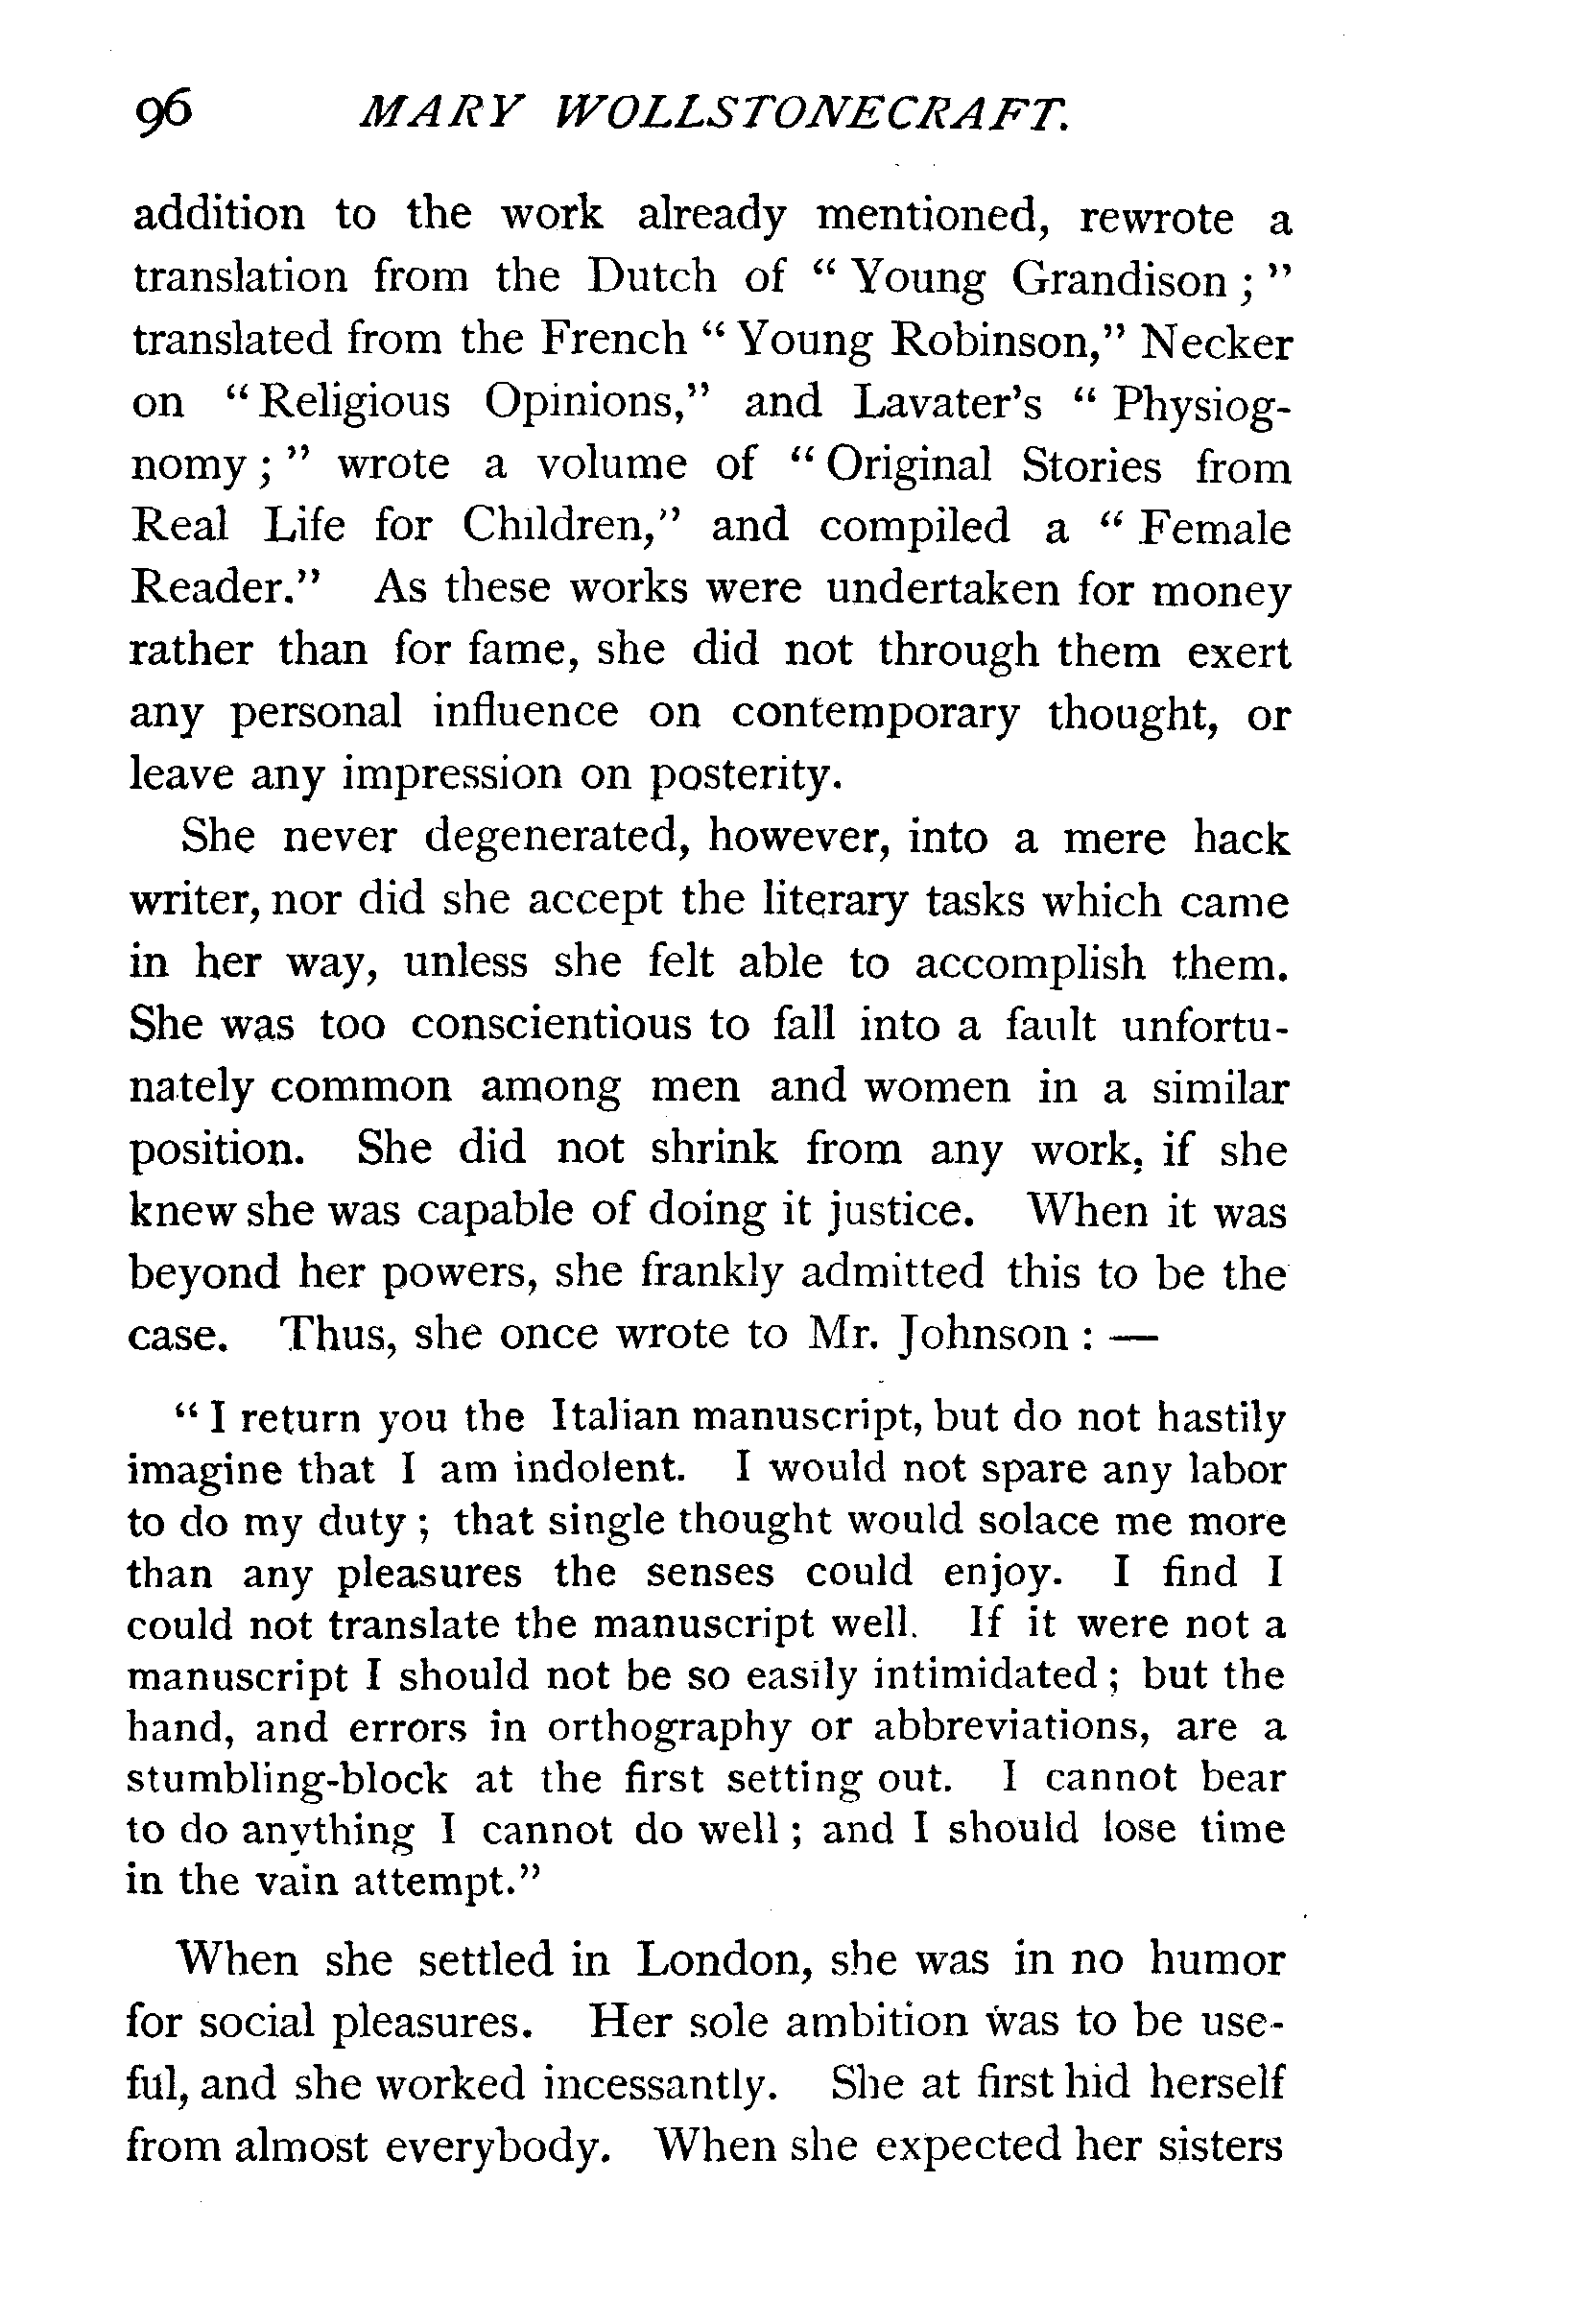 96 MARY WOLLSTONECRAFT.
addition to the work already mentioned, rewrote a
translation from the Dutch of “ Young Grandison ; ”
translated from the French “ Young Robinson,” Necker
on “ Religious Opinions,” and Lavater’s “ Physiog-
nomy ; ” wrote a volume of “ Original Stories from
Real Life for Children,” and compiled a “ Female
Reader.” As these works were undertaken for money
rather than for fame, she did not through them exert
any personal influence on contemporary thought, or
leave any impression on posterity.
She never degenerated, however, into a mere hack
writer, nor did she accept the literary tasks which came
in her way, unless she felt able to accomplish them.
She was too conscientious to fall into a fault unfortu-
nately common among men and women in a similar
position. She did not shrink from any work, if she
knew she was capable of doing it justice. When it was
beyond her powers, she frankly admitted this to be the
case. Thus, she once wrote to Mr. Johnson : —
“ I return you the Italian manuscript, but do not hastily
imagine that I am indolent. I would not spare any labor
to do my duty ; that single thought would solace me more
than any pleasures the senses could enjoy. I find I
could not translate the manuscript well. If it were not a
manuscript I should not be so easily intimidated ; but the
hand, and errors in orthography or abbreviations, are a
stumbling-block at the first setting out. I cannot bear
to do anything I cannot do well ; and I should lose time
in the vain attempt.”
When she settled in London, she was in no humor
for social pleasures. Her sole ambition was to be use-
ful, and she worked incessantly. She at first hid herself
from almost everybody. When she expected her sisters